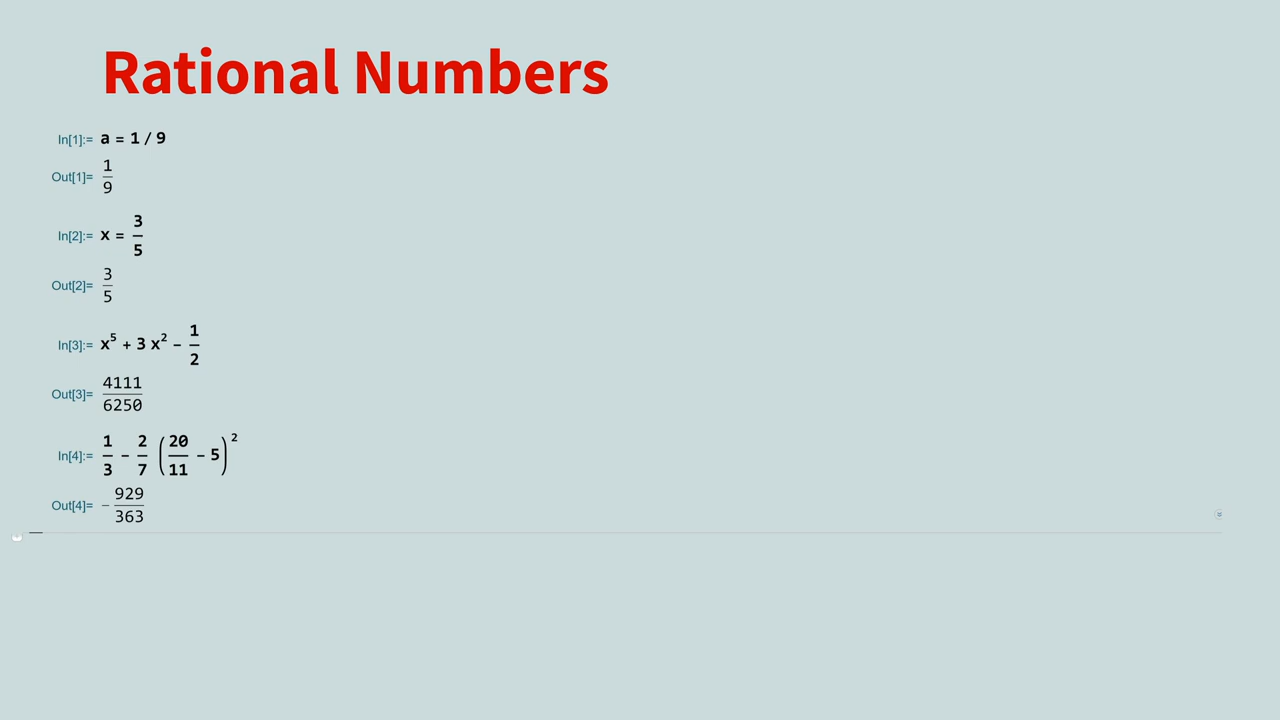 Rational Numbers
In[1]:= a = 1 / 9
Out[1]= 1/9
In[2]:= x = 3/5
Out[2]= 3/5
In[3]:= x^5 + 3 x^2 - 1/2
Out[3]= 4111/6250
In[4]:= 1/3 - 2/7 (20/11 - 5)^2
Out[4]= - 929/363